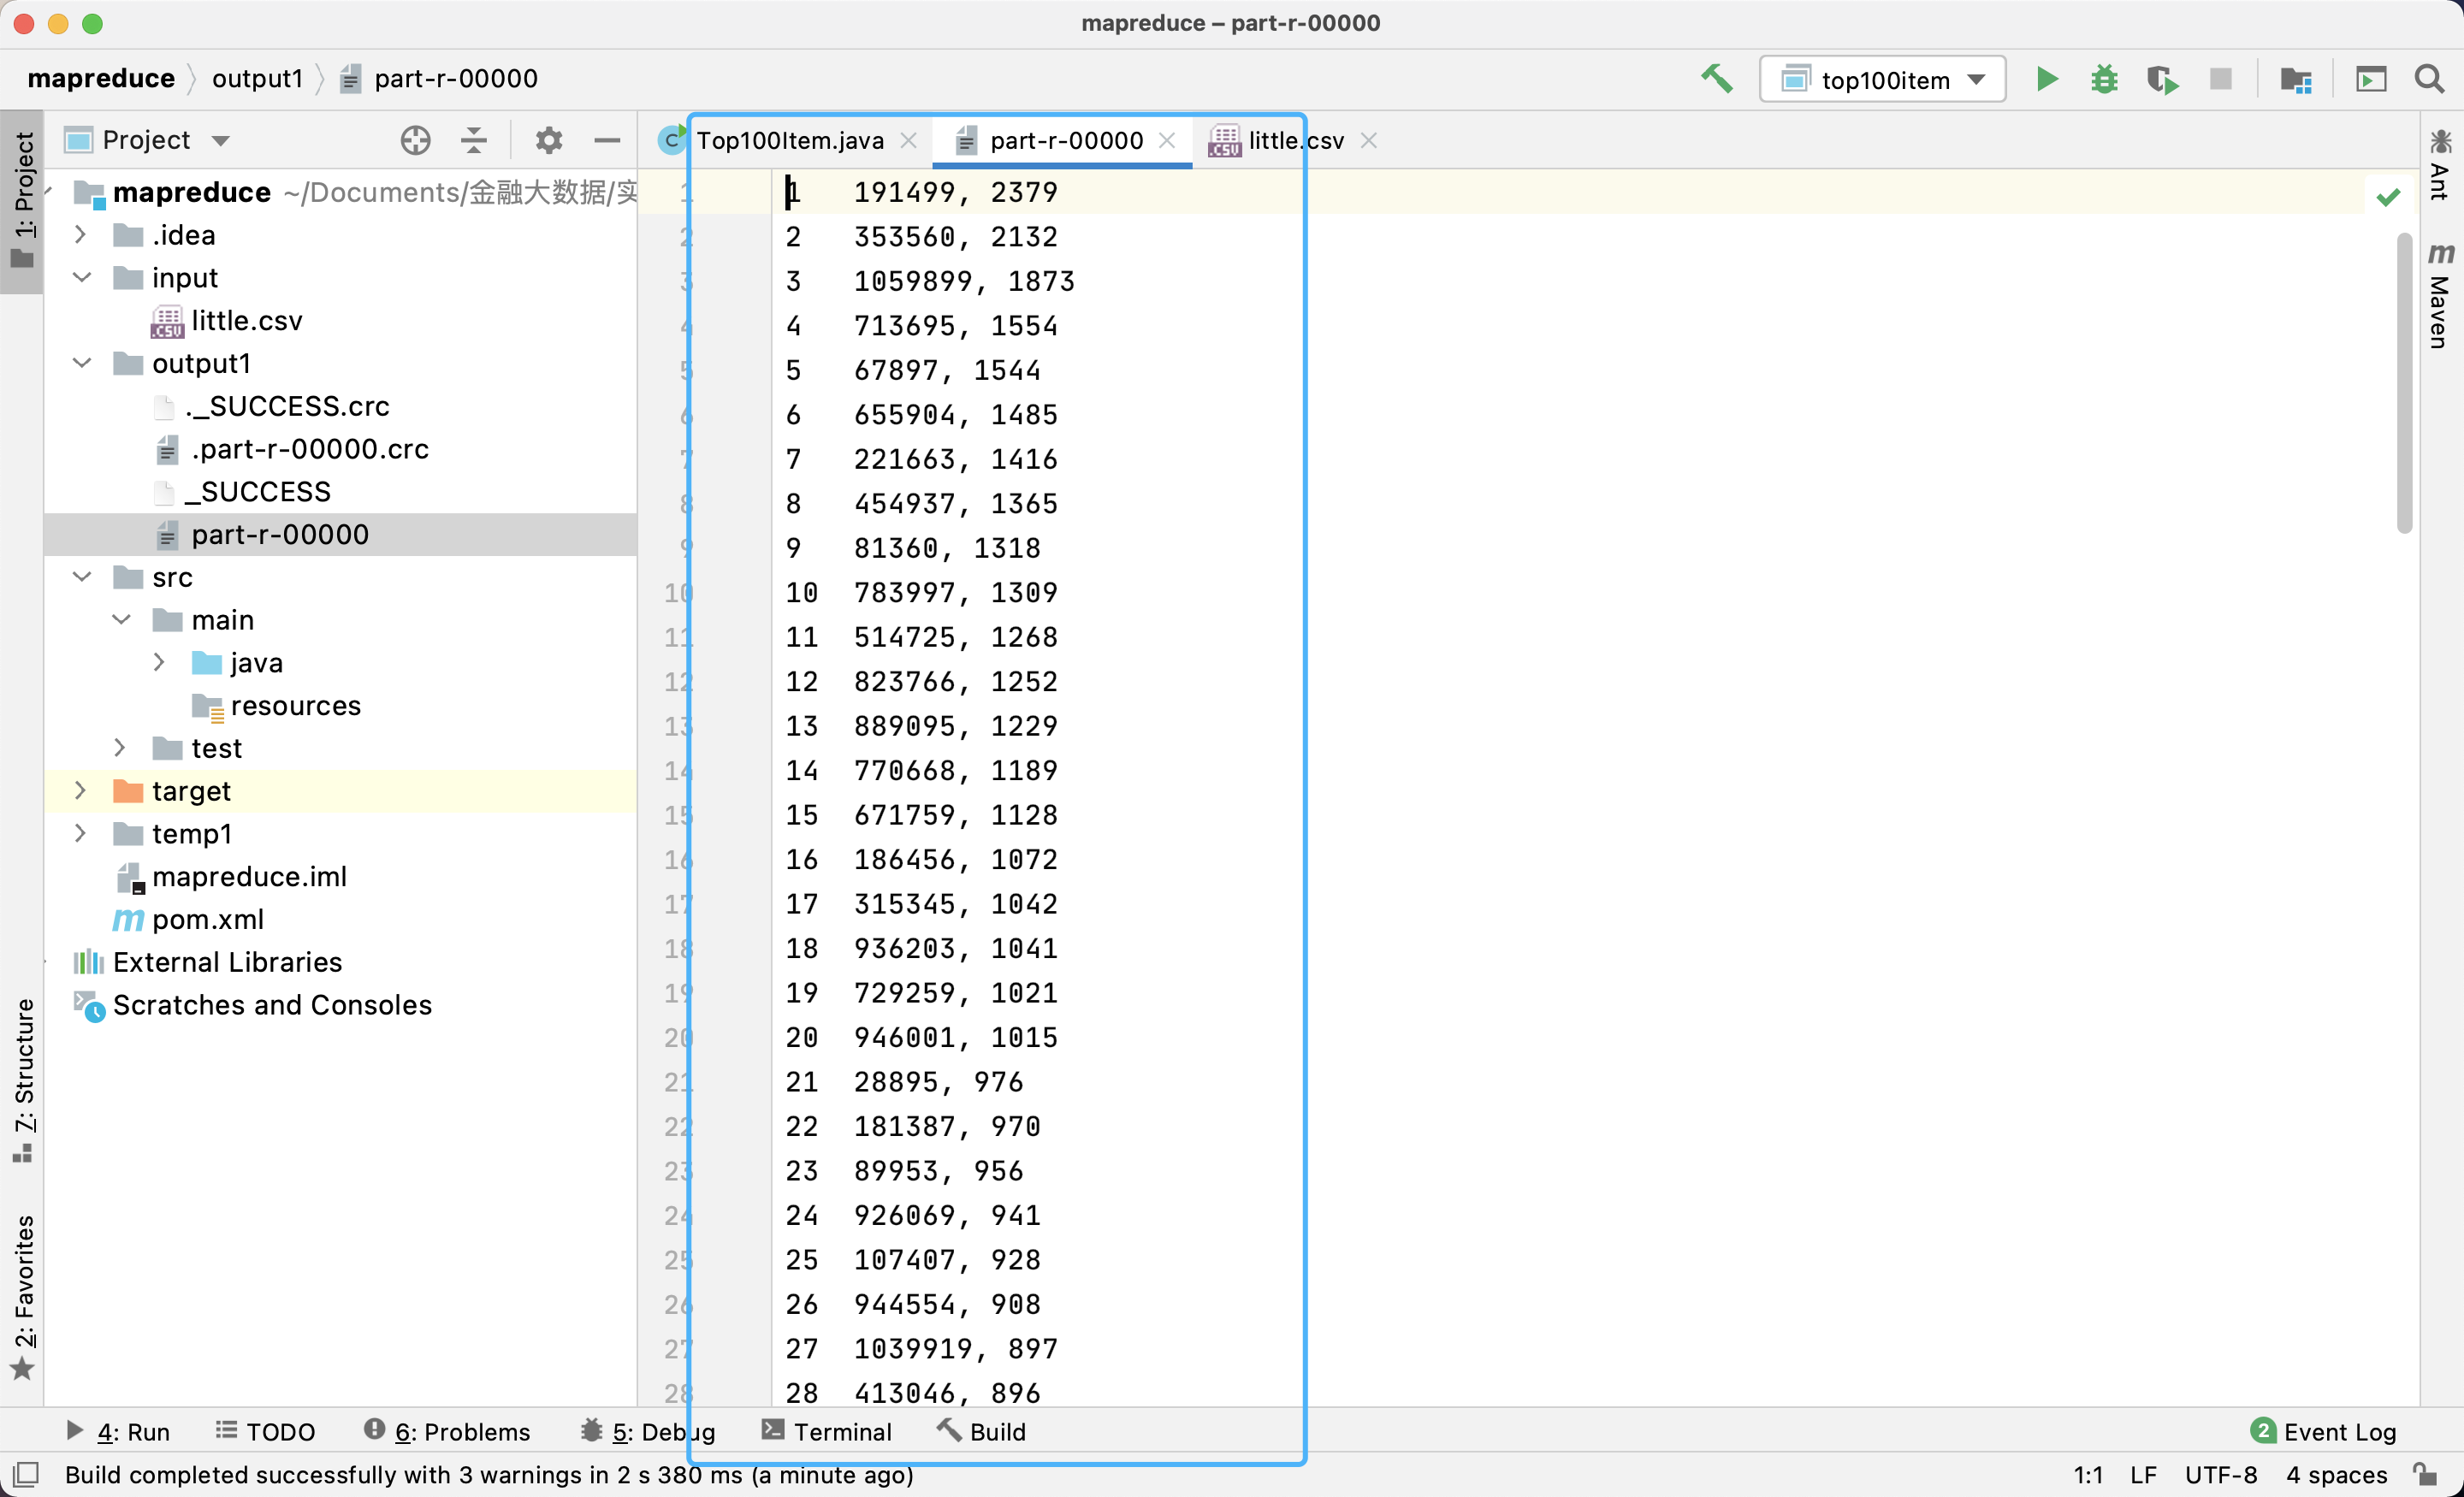 mapreduce – part-r-00000
mapreduce output1 part-r-00000
top100item
1: Project
Project
mapreduce ~/Documents/金融大数据/实
.idea
input
little.csv
output1
._SUCCESS.crc
.part-r-00000.crc
_SUCCESS
part-r-00000
src
main
java
resources
test
target
temp1
mapreduce.iml
pom.xml
External Libraries
Scratches and Consoles
7: Structure
2: Favorites
Top100Item.java part-r-00000 little.csv
1 1 191499, 2379
2 2 353560, 2132
3 3 1059899, 1873
4 4 713695, 1554
5 5 67897, 1544
6 6 655904, 1485
7 7 221663, 1416
8 8 454937, 1365
9 9 81360, 1318
10 10 783997, 1309
11 11 514725, 1268
12 12 823766, 1252
13 13 889095, 1229
14 14 770668, 1189
15 15 671759, 1128
16 16 186456, 1072
17 17 315345, 1042
18 18 936203, 1041
19 19 729259, 1021
20 20 946001, 1015
21 21 28895, 976
22 22 181387, 970
23 23 89953, 956
24 24 926069, 941
25 25 107407, 928
26 26 944554, 908
27 27 1039919, 897
28 28 413046, 896
Ant
Maven
4: Run TODO 6: Problems 5: Debug Terminal Build 2 Event Log
Build completed successfully with 3 warnings in 2 s 380 ms (a minute ago) 1:1 LF UTF-8 4 spaces